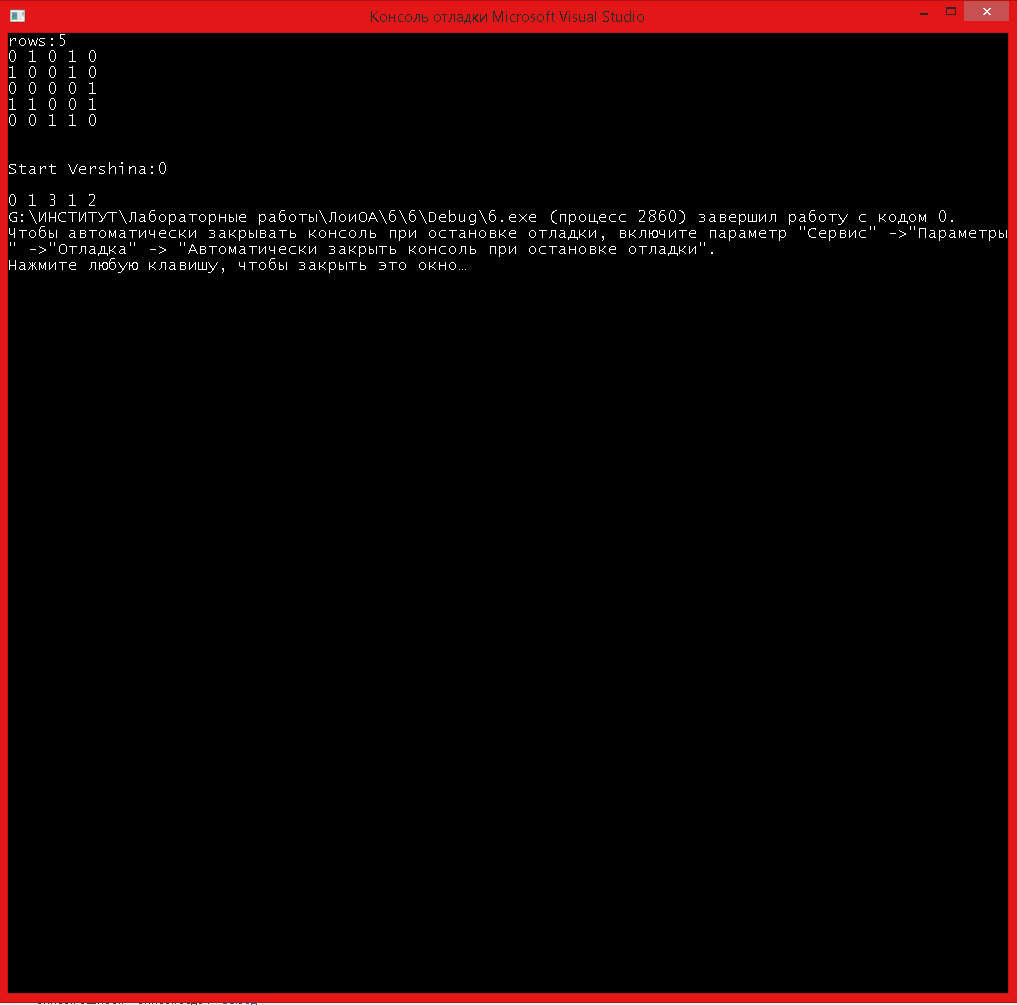 Консоль отладки Microsoft Visual Studio
rows:5
0 1 0 1 0
1 0 0 1 0
0 0 0 0 1
1 1 0 0 1
0 0 1 1 0
Start Vershina:0
0 1 3 1 2
G:\ИНСТИТУТ\Лабораторные работы\ЛоиОА\6\6\Debug\6.exe (процесс 2860) завершил работу с кодом 0.
Чтобы автоматически закрывать консоль при остановке отладки, включите параметр "Сервис" ->"Параметры
" ->"Отладка" -> "Автоматически закрыть консоль при остановке отладки".
Нажмите любую клавишу, чтобы закрыть это окно…